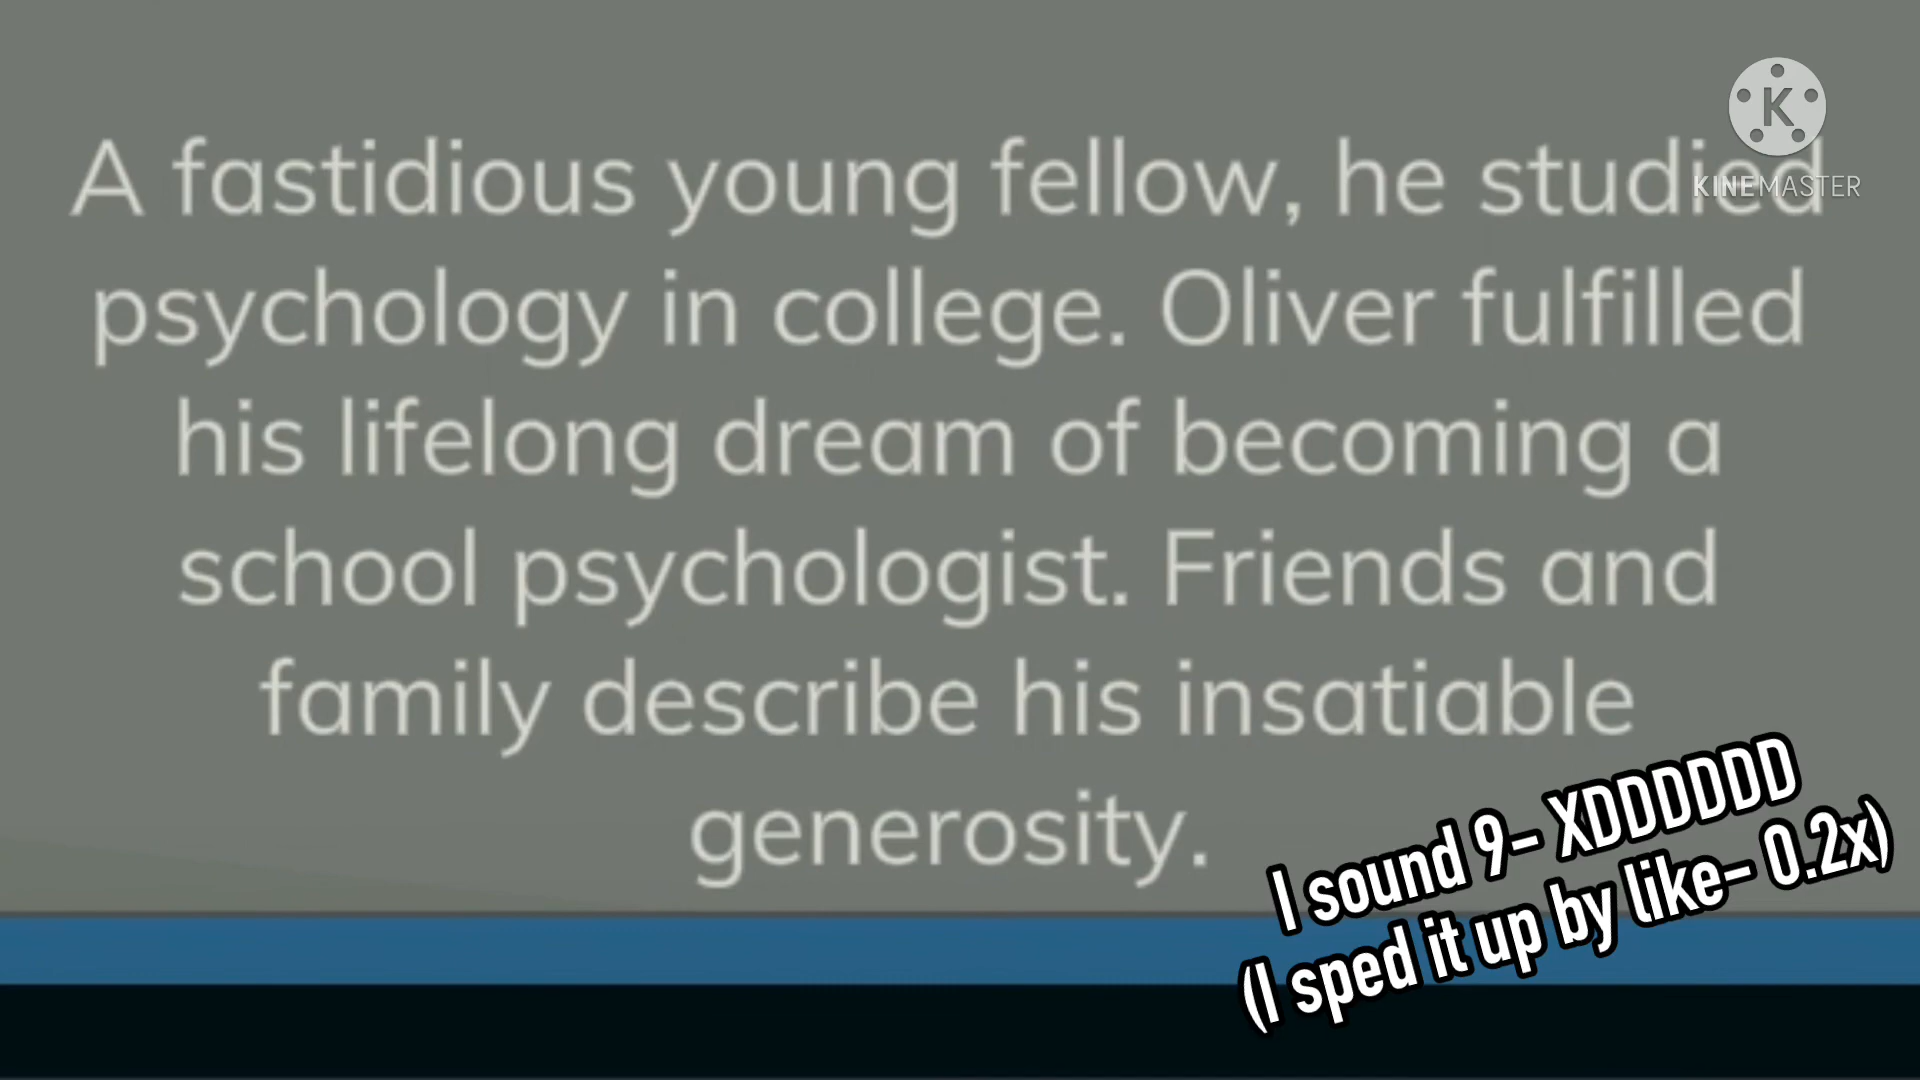 A fastidious young fellow, he studied
psychology in college. Oliver fulfilled
his lifelong dream of becoming a
school psychologist. Friends and
family describe his insatiable
generosity.
K
KINEMASTER
I sound 9- XDDDDDD
(I sped it up by like- 0.2x)